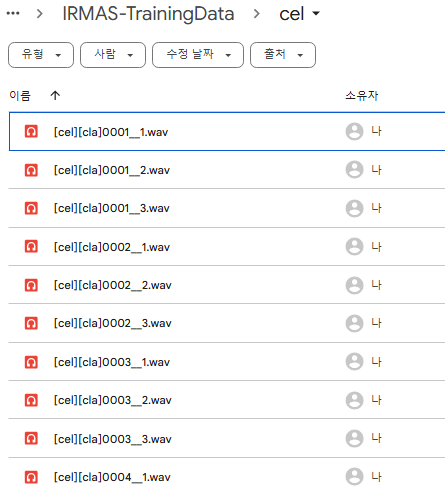 ··· > IRMAS-TrainingData > cel
유형 사람 수정 날짜 출처
이름 소유자
[cel][cla]0001__1.wav 나
[cel][cla]0001__2.wav 나
[cel][cla]0001__3.wav 나
[cel][cla]0002__1.wav 나
[cel][cla]0002__2.wav 나
[cel][cla]0002__3.wav 나
[cel][cla]0003__1.wav 나
[cel][cla]0003__2.wav 나
[cel][cla]0003__3.wav 나
[cel][cla]0004__1.wav 나